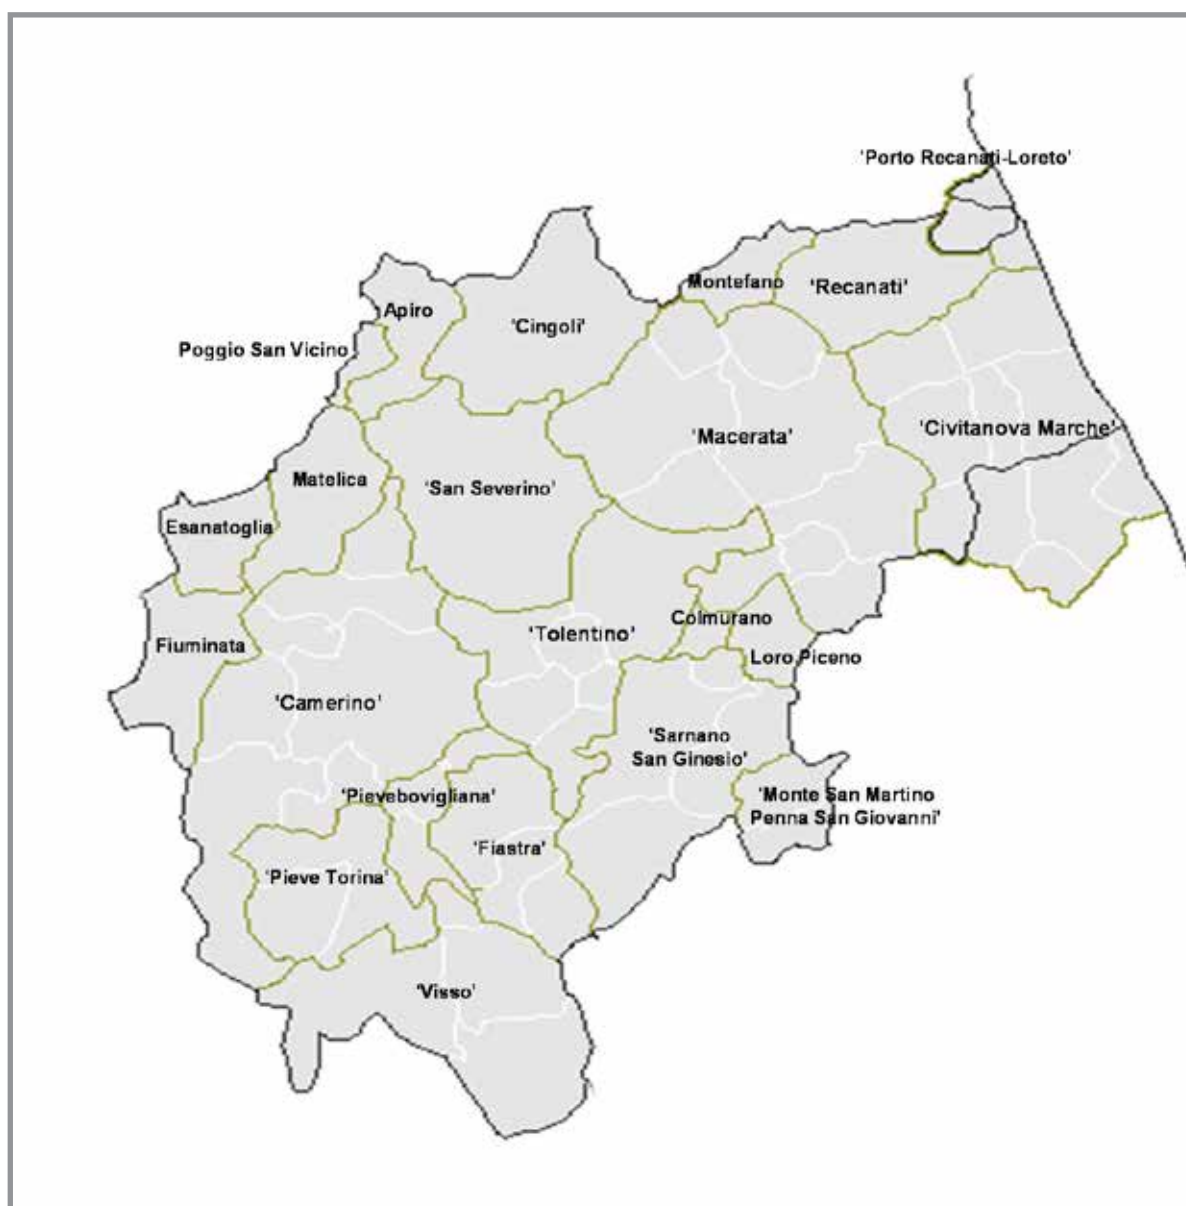 'Porto Recanati-Loreto'
Montefano
'Recanati'
Apiro
'Cingoli'
Poggio San Vicino
'Civitanova Marche'
'Macerata'
Matelica
'San Severino'
Esanatoglia
Colmurano
'Tolentino'
Fiuminata
Loro Piceno
'Camerino'
'Sarnano
San Ginesio'
'Pievebovigliana'
'Monte San Martino
Penna San Giovanni'
'Fiastra'
'Pieve Torina'
'Visso'